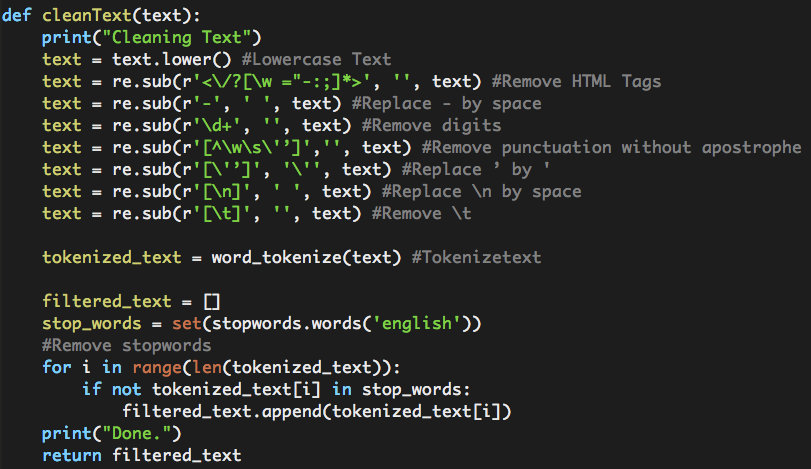 def cleanText(text):
    print("Cleaning Text")
    text = text.lower() #Lowercase Text
    text = re.sub(r'<\/?[\w ="-:;]*>', '', text) #Remove HTML Tags
    text = re.sub(r'-', ' ', text) #Replace - by space
    text = re.sub(r'\d+', '', text) #Remove digits
    text = re.sub(r'[^\w\s\'’]','', text) #Remove punctuation without apostrophe
    text = re.sub(r'[\'’]', '\'', text) #Replace ’ by '
    text = re.sub(r'[\n]', ' ', text) #Replace \n by space
    text = re.sub(r'[\t]', '', text) #Remove \t
    tokenized_text = word_tokenize(text) #Tokenizetext
    filtered_text = []
    stop_words = set(stopwords.words('english'))
    #Remove stopwords
    for i in range(len(tokenized_text)):
        if not tokenized_text[i] in stop_words:
            filtered_text.append(tokenized_text[i])
    print("Done.")
    return filtered_text